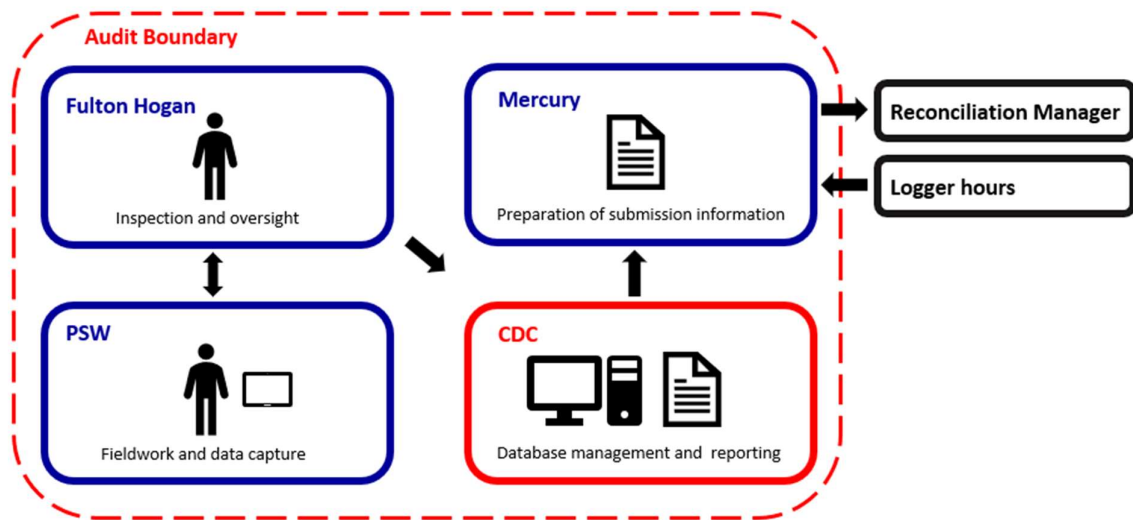 Audit Boundary
Fulton Hogan
Inspection and oversight
Mercury
Preparation of submission information
Reconciliation Manager
Logger hours
PSW
Fieldwork and data capture
CDC
Database management and reporting